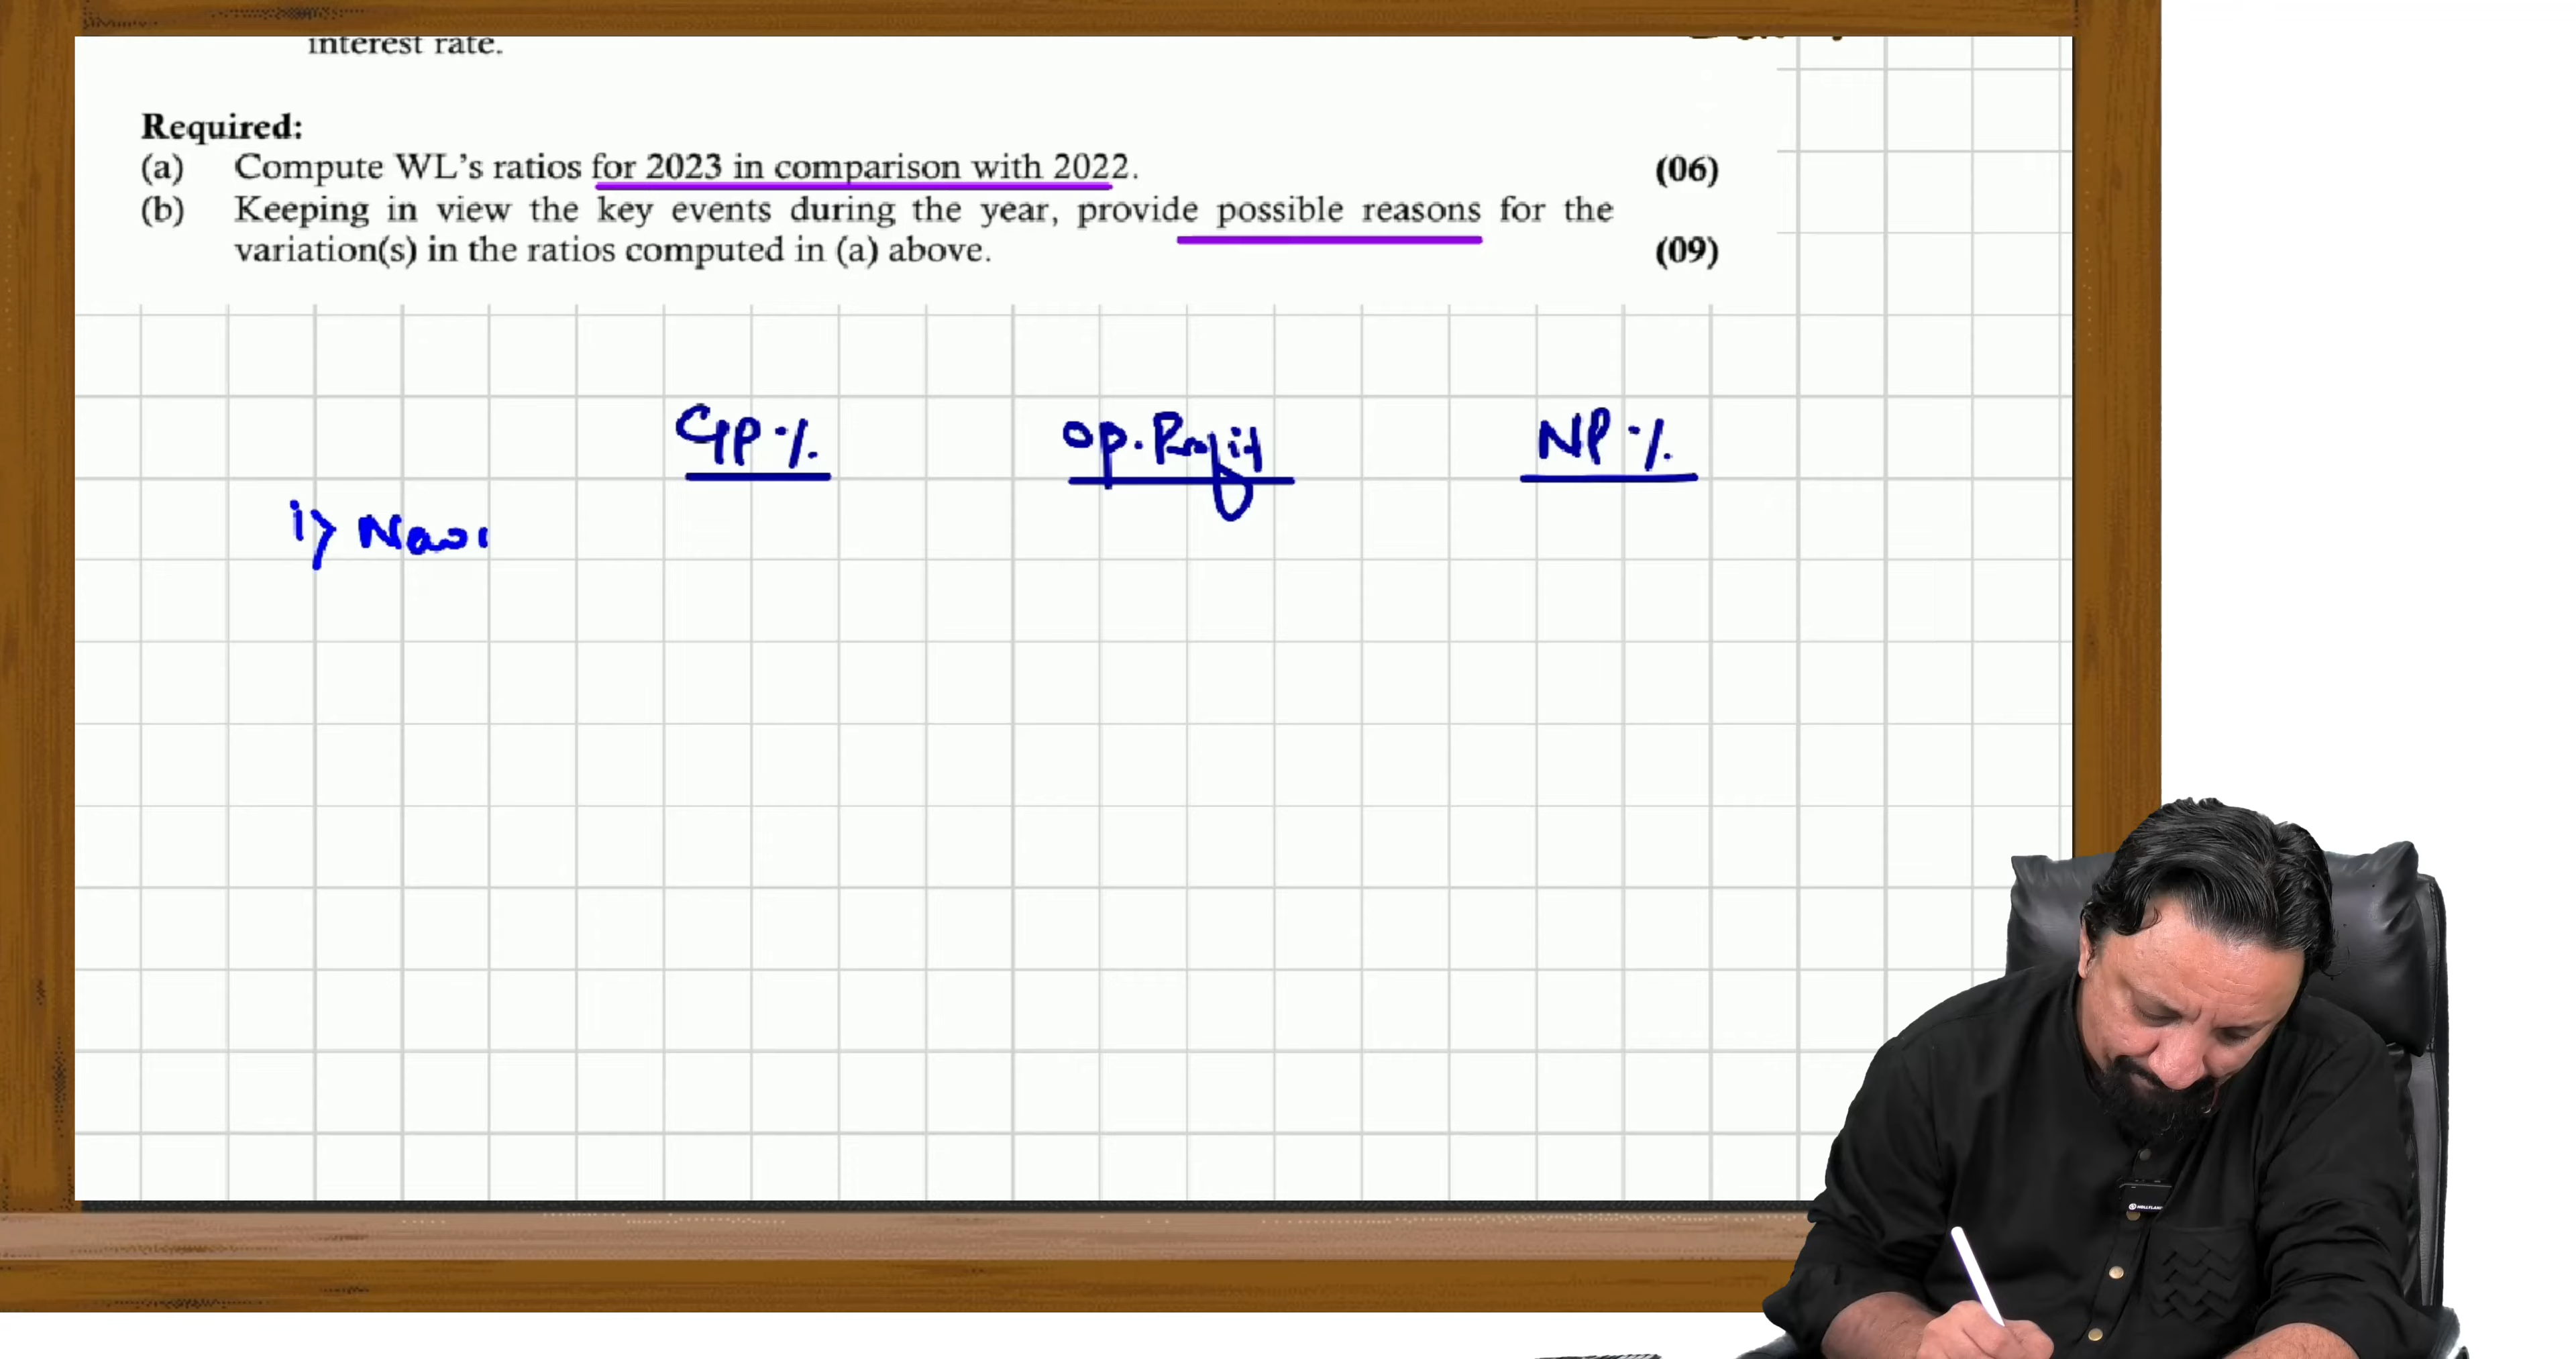 interest rate.
Required:
(a) Compute WL's ratios for 2023 in comparison with 2022. (06)
(b) Keeping in view the key events during the year, provide possible reasons for the
variation(s) in the ratios computed in (a) above. (09)
GP % Op. Profit NP %
i)